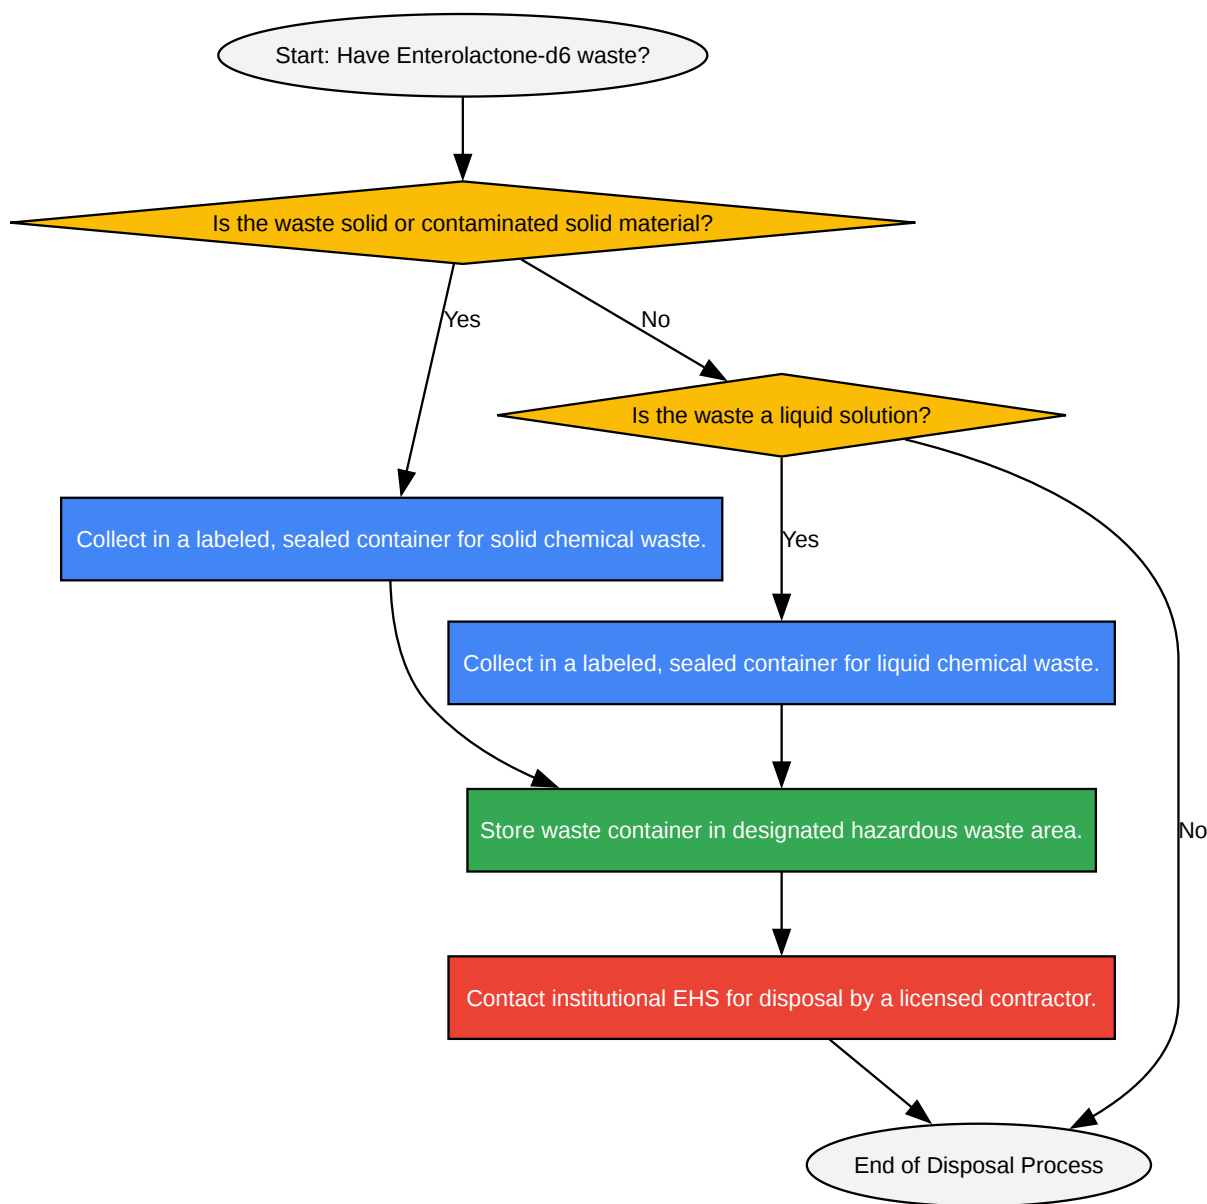 Start: Have Enterolactone-d6 waste?
Is the waste solid or contaminated solid material?
Yes
No
Is the waste a liquid solution?
Collect in a labeled, sealed container for solid chemical waste.
Yes
Collect in a labeled, sealed container for liquid chemical waste.
Store waste container in designated hazardous waste area.
No
Contact institutional EHS for disposal by a licensed contractor.
End of Disposal Process